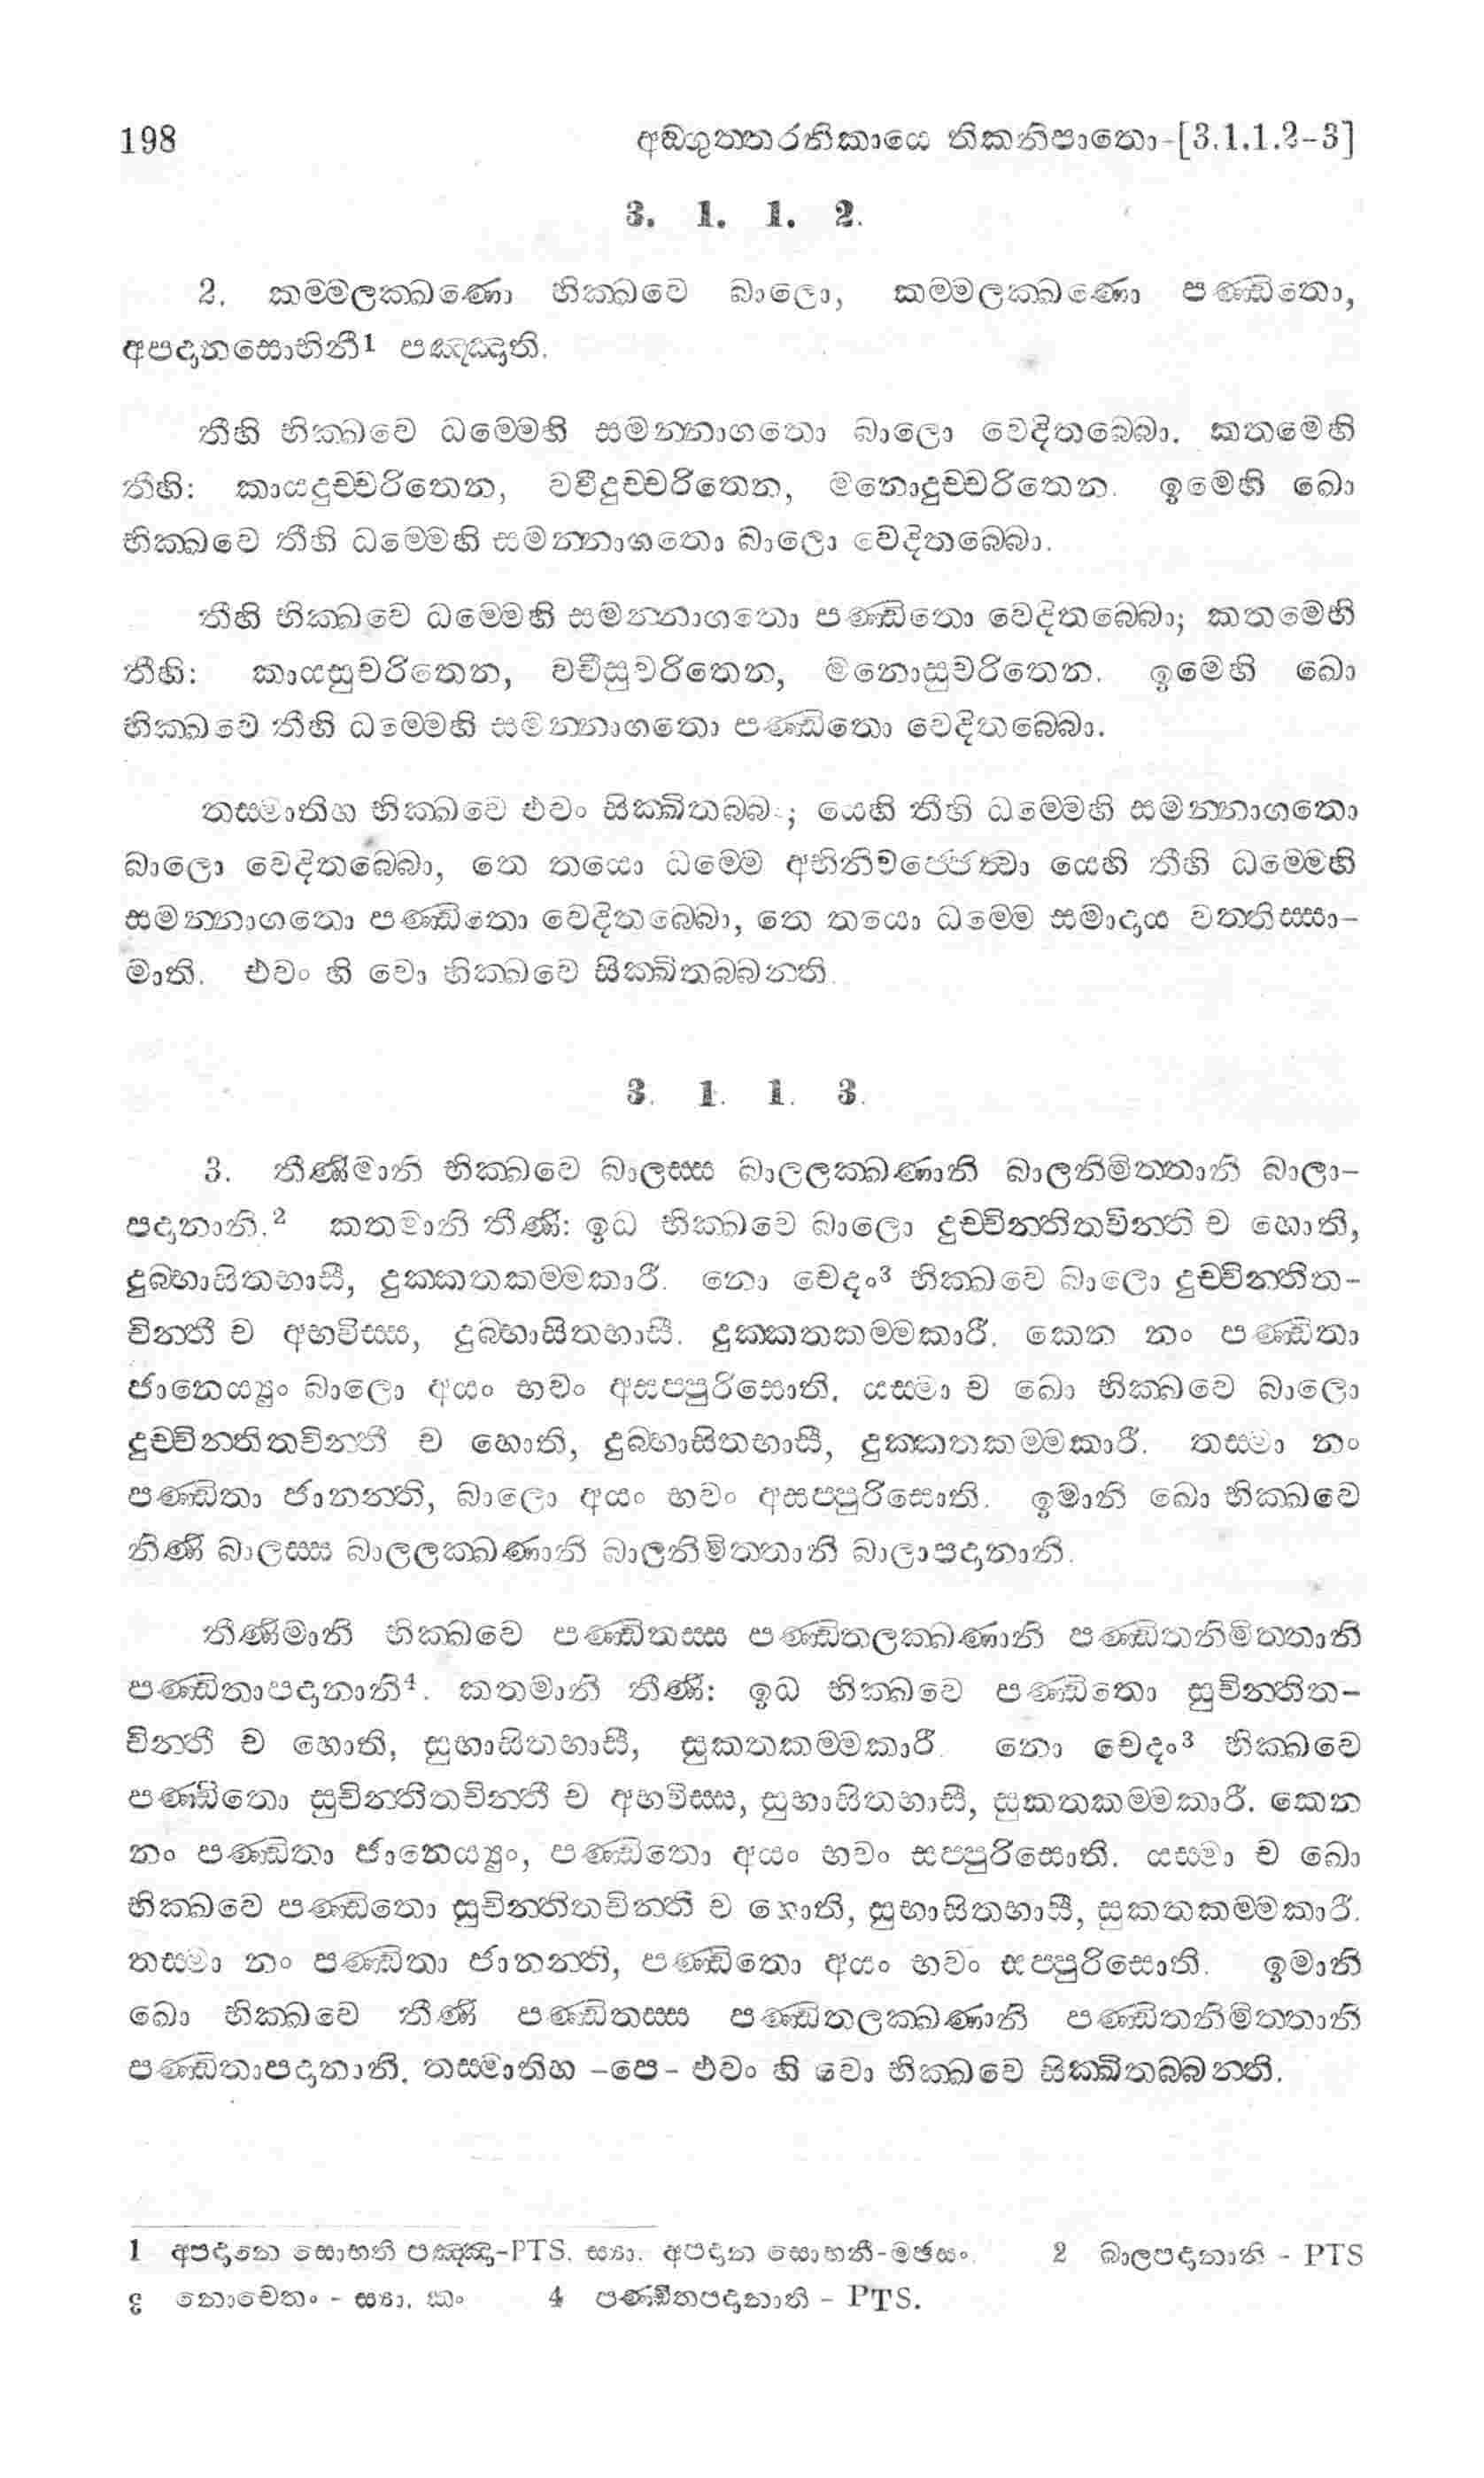 198 අඞ්ගුත්තරනිකායෙ තිකනිපාතො-[3.1.1.2-3]
3. 1. 1. 2.
2. කම්මලක්ඛණො භික්ඛවෙ බාලො, කම්මලක්ඛණො පණ්ඩිතො,
අපදානසොභිනී1 පඤ්ඤාති.
තීහි භික්ඛවෙ ධම්මෙහි සමන්නාගතො බාලො වෙදිතබ්බො. කතමෙහි
තීහි: කායදුච්චරිතෙන, වචීදුච්චරිතෙන, මනොදුච්චරිතෙන. ඉමෙහි ඛො
භික්ඛවෙ තීහි ධම්මෙහි සමන්නාගතො බාලො වෙදිතබ්බො.
තීහි භික්ඛවෙ ධම්මෙහි සමන්නාගතො පණ්ඩිතො වෙදිතබ්බො; කතමෙහි
තීහි: කායසුචරිතෙන, වචීසුචරිතෙන, මනොසුචරිතෙන. ඉමෙහි ඛො
භික්ඛවෙ තීහි ධම්මෙහි සමන්නාගතො පණ්ඩිතො වෙදිතබ්බො.
තස්මාතිහ භික්ඛවෙ එවං සික්ඛිතබ්බං; යෙහි තීහි ධම්මෙහි සමන්නාගතො
බාලො වෙදිතබ්බො, තෙ තයො ධම්මෙ අභිනිවජ්ජෙත්වා යෙහි තීහි ධම්මෙහි
සමන්නාගතො පණ්ඩිතො වෙදිතබ්බො, තෙ තයො ධම්මෙ සමාදාය වත්තිස්සා-
මාති. එවං හි වො භික්ඛවෙ සික්ඛිතබ්බන්ති.
3. 1. 1. 3.
3. තීණිමානි භික්ඛවෙ බාලස්ස බාලලක්ඛණානි බාලනිමිත්තානි බාලා-
පදානානි.2 කතමානි තීණි: ඉධ භික්ඛවෙ බාලො දුච්චින්තිතචින්තී ච හොති,
දුබ්භාසිතභාසී, දුක්කතකම්මකාරී. නො චෙදං3 භික්ඛවෙ බාලො දුච්චින්තිත-
චින්තී ච අභවිස්ස, දුබ්භාසිතභාසී. දුක්කතකම්මකාරී. කෙන නං පණ්ඩිතා
ජානෙය්‍යුං බාලො අයං භවං අසප්පුරිසොති. යස්මා ච ඛො භික්ඛවෙ බාලො
දුච්චින්තිතචින්තී ච හොති, දුබ්භාසිතභාසී, දුක්කතකම්මකාරී. තස්මා නං
පණ්ඩිතා ජානන්ති, බාලො අයං භවං අසප්පුරිසොති. ඉමානි ඛො භික්ඛවෙ
තීණි බාලස්ස බාලලක්ඛණානි බාලනිමිත්තානි බාලාපදානානි.
තීණිමානි භික්ඛවෙ පණ්ඩිතස්ස පණ්ඩිතලක්ඛණානි පණ්ඩිතනිමිත්තානි
පණ්ඩිතාපදානානි4. කතමානි තීණි: ඉධ භික්ඛවෙ පණ්ඩිතො සුචින්තිත-
චින්තී ච හොති, සුභාසිතභාසී, සුකතකම්මකාරී. නො චෙදං3 භික්ඛවෙ
පණ්ඩිතො සුචින්තිතචින්තී ච අභවිස්ස, සුභාසිතභාසී, සුකතකම්මකාරී. කෙන
නං පණ්ඩිතා ජානෙය්‍යුං, පණ්ඩිතො අයං භවං සප්පුරිසොති. යස්මා ච ඛො
භික්ඛවෙ පණ්ඩිතො සුචින්තිතචින්තී ච හොති, සුභාසිතභාසී, සුකතකම්මකාරී.
තස්මා නං පණ්ඩිතා ජානන්ති, පණ්ඩිතො අයං භවං සප්පුරිසොති. ඉමානි
ඛො භික්ඛවෙ තීණි පණ්ඩිතස්ස පණ්ඩිතලක්ඛණානි පණ්ඩිතනිමිත්තානි
පණ්ඩිතාපදානානි. තස්මාතිහ -පෙ- එවං හි වො භික්ඛවෙ සික්ඛිතබ්බන්ති.
1 අපදානෙ සොභති පඤ්ඤා-PTS. ස්‍යා. අපදාන සොභනී-මඡසං. 2 බාලපදානානි - PTS
3 නොචෙතං - ස්‍යා. කං 4 පණ්ඩිතපදානානි - PTS.